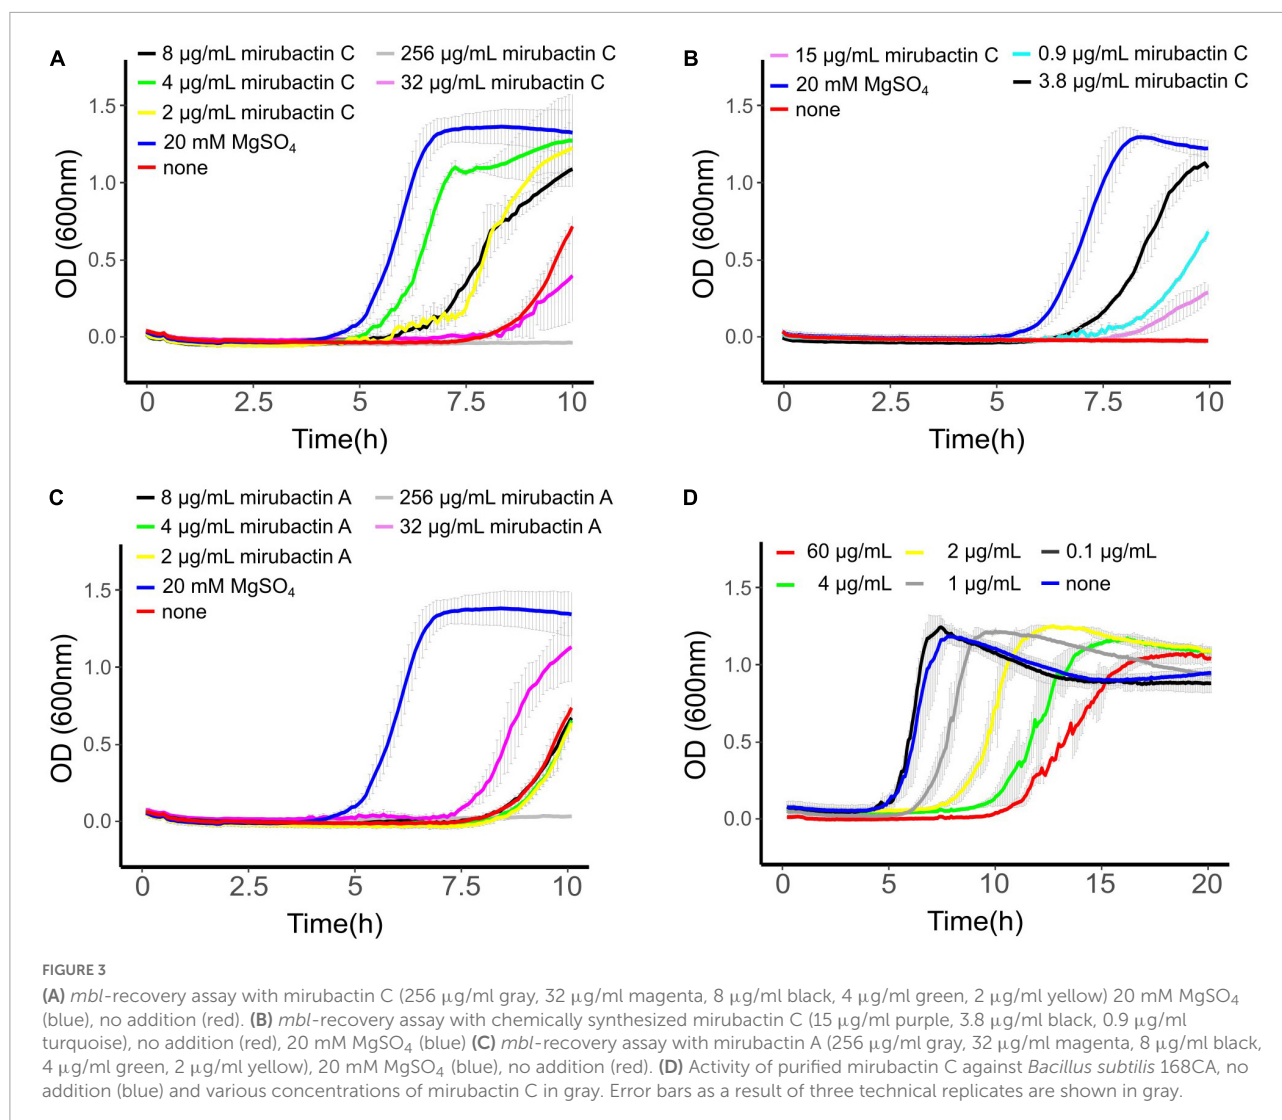 A
8 µg/mL mirubactin C
256 µg/mL mirubactin C
4 µg/mL mirubactin C
32 µg/mL mirubactin C
2 µg/mL mirubactin C
20 mM MgSO₄
none
OD (600nm)
1.5
1.0
0.5
0.0
0 2.5 5 7.5 10
Time(h)
B
15 µg/mL mirubactin C
0.9 µg/mL mirubactin C
20 mM MgSO₄
3.8 µg/mL mirubactin C
none
OD (600nm)
1.5
1.0
0.5
0.0
0 2.5 5 7.5 10
Time(h)
C
8 µg/mL mirubactin A
256 µg/mL mirubactin A
4 µg/mL mirubactin A
32 µg/mL mirubactin A
2 µg/mL mirubactin A
20 mM MgSO₄
none
OD (600nm)
1.5
1.0
0.5
0.0
0 2.5 5 7.5 10
Time(h)
D
60 µg/mL 2 µg/mL 0.1 µg/mL
4 µg/mL 1 µg/mL none
OD (600nm)
1.5
1.0
0.5
0.0
0 5 10 15 20
Time(h)
FIGURE 3
(A) mbl-recovery assay with mirubactin C (256 µg/ml gray, 32 µg/ml magenta, 8 µg/ml black, 4 µg/ml green, 2 µg/ml yellow) 20 mM MgSO₄
(blue), no addition (red). (B) mbl-recovery assay with chemically synthesized mirubactin C (15 µg/ml purple, 3.8 µg/ml black, 0.9 µg/ml
turquoise), no addition (red), 20 mM MgSO₄ (blue) (C) mbl-recovery assay with mirubactin A (256 µg/ml gray, 32 µg/ml magenta, 8 µg/ml black,
4 µg/ml green, 2 µg/ml yellow), 20 mM MgSO₄ (blue), no addition (red). (D) Activity of purified mirubactin C against Bacillus subtilis 168CA, no
addition (blue) and various concentrations of mirubactin C in gray. Error bars as a result of three technical replicates are shown in gray.